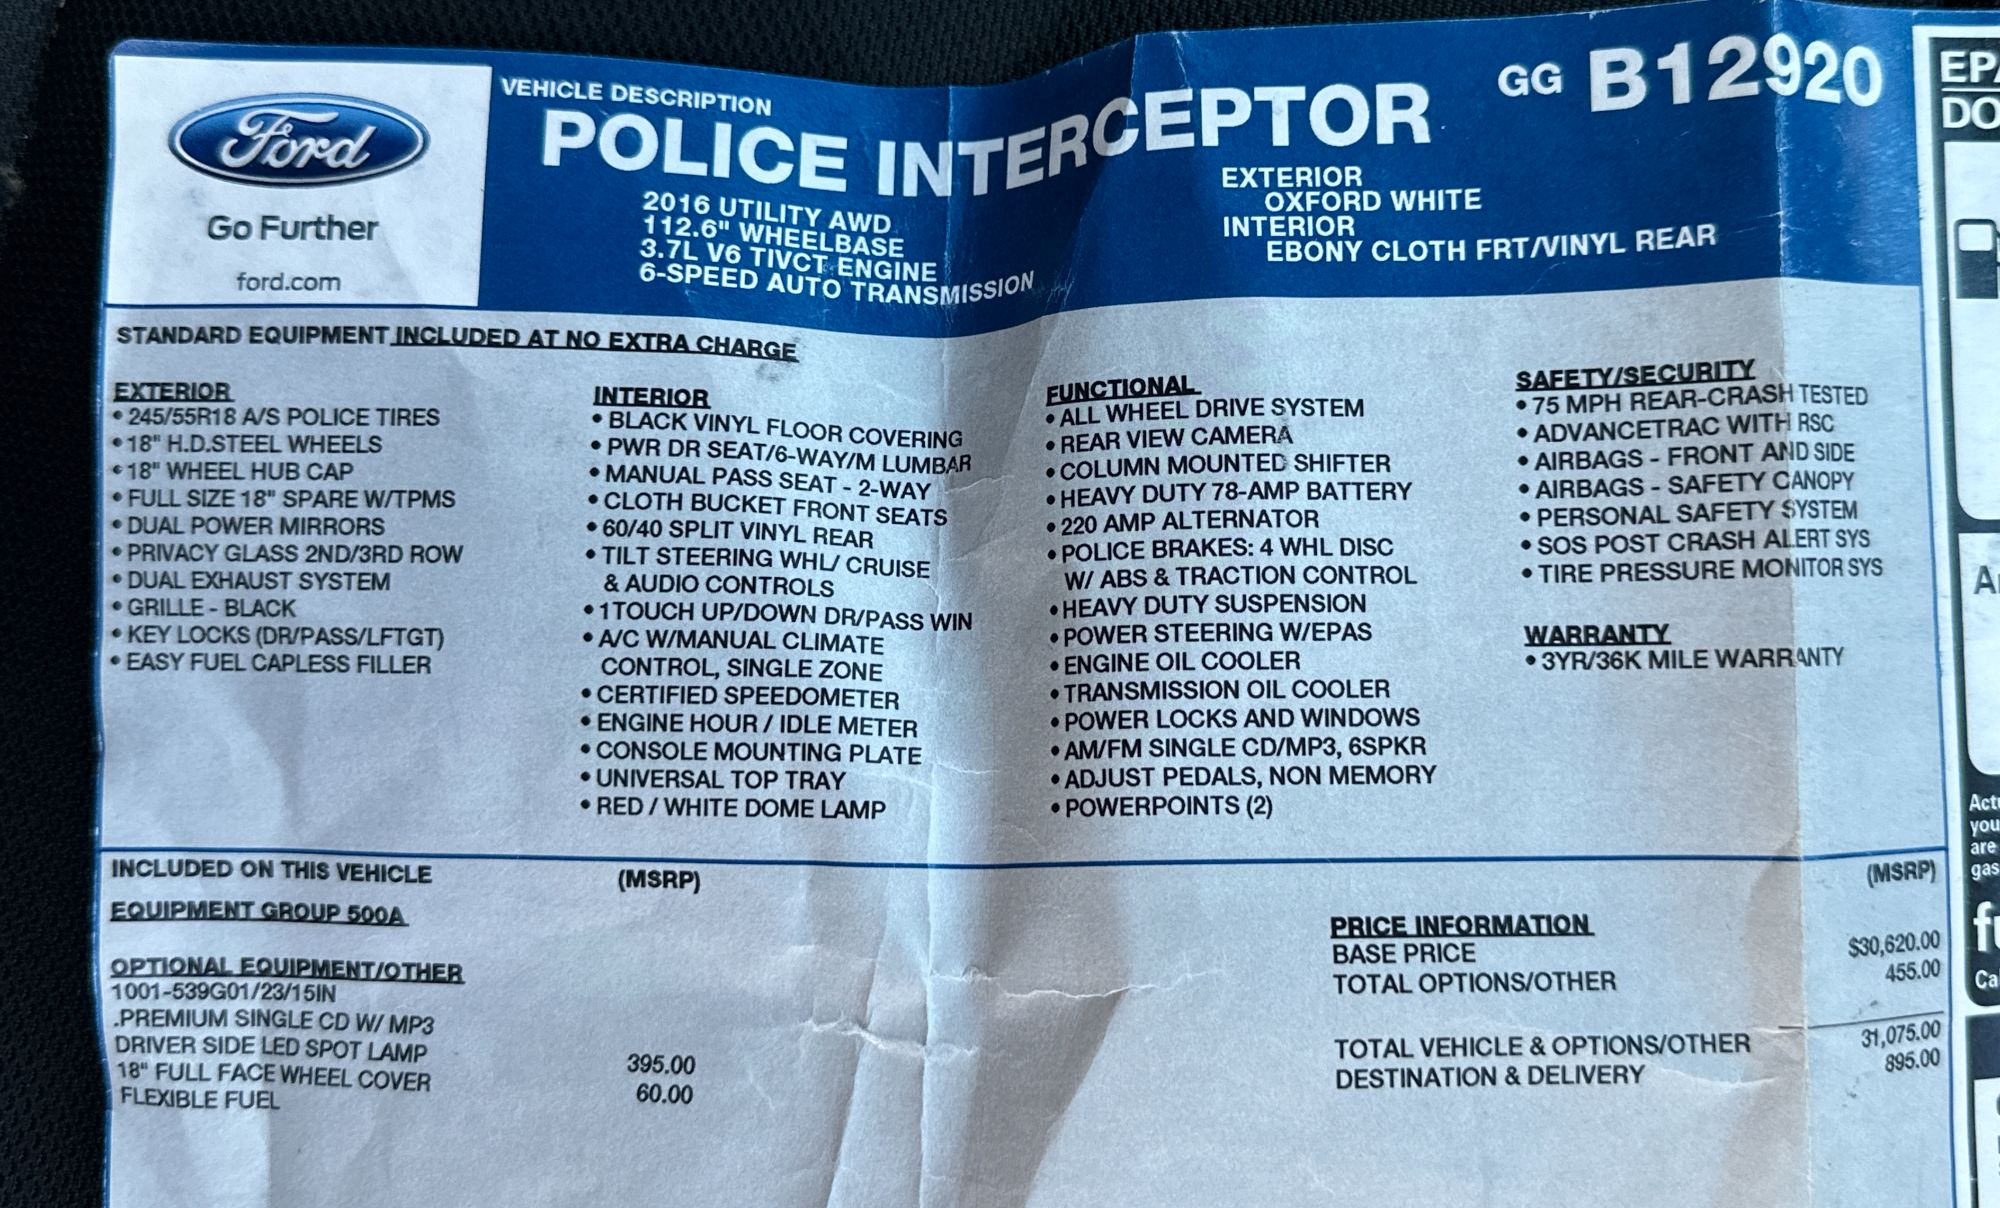 Ford
Go Further
ford.com
VEHICLE DESCRIPTION
POLICE INTERCEPTOR
2016 UTILITY AWD
112.6" WHEELBASE
3.7L V6 TIVCT ENGINE
6-SPEED AUTO TRANSMISSION
GG B12920
EXTERIOR
OXFORD WHITE
INTERIOR
EBONY CLOTH FRT/VINYL REAR
STANDARD EQUIPMENT INCLUDED AT NO EXTRA CHARGE
EXTERIOR
• 245/55R18 A/S POLICE TIRES
• 18" H.D.STEEL WHEELS
• 18" WHEEL HUB CAP
• FULL SIZE 18" SPARE W/TPMS
• DUAL POWER MIRRORS
• PRIVACY GLASS 2ND/3RD ROW
• DUAL EXHAUST SYSTEM
• GRILLE - BLACK
• KEY LOCKS (DR/PASS/LFTGT)
• EASY FUEL CAPLESS FILLER
INTERIOR
• BLACK VINYL FLOOR COVERING
• PWR DR SEAT/6-WAY/M LUMBAR
• MANUAL PASS SEAT - 2-WAY
• CLOTH BUCKET FRONT SEATS
• 60/40 SPLIT VINYL REAR
• TILT STEERING WHL/ CRUISE
& AUDIO CONTROLS
• 1TOUCH UP/DOWN DR/PASS WIN
• A/C W/MANUAL CLIMATE
CONTROL, SINGLE ZONE
• CERTIFIED SPEEDOMETER
• ENGINE HOUR / IDLE METER
• CONSOLE MOUNTING PLATE
• UNIVERSAL TOP TRAY
• RED / WHITE DOME LAMP
FUNCTIONAL
• ALL WHEEL DRIVE SYSTEM
• REAR VIEW CAMERA
• COLUMN MOUNTED SHIFTER
• HEAVY DUTY 78-AMP BATTERY
• 220 AMP ALTERNATOR
• POLICE BRAKES: 4 WHL DISC
W/ ABS & TRACTION CONTROL
• HEAVY DUTY SUSPENSION
• POWER STEERING W/EPAS
• ENGINE OIL COOLER
• TRANSMISSION OIL COOLER
• POWER LOCKS AND WINDOWS
• AM/FM SINGLE CD/MP3, 6SPKR
• ADJUST PEDALS, NON MEMORY
• POWERPOINTS (2)
SAFETY/SECURITY
• 75 MPH REAR-CRASH TESTED
• ADVANCETRAC WITH RSC
• AIRBAGS - FRONT AND SIDE
• AIRBAGS - SAFETY CANOPY
• PERSONAL SAFETY SYSTEM
• SOS POST CRASH ALERT SYS
• TIRE PRESSURE MONITOR SYS
WARRANTY
• 3YR/36K MILE WARRANTY
INCLUDED ON THIS VEHICLE (MSRP)
EQUIPMENT GROUP 500A
OPTIONAL EQUIPMENT/OTHER
1001-539G01/23/15IN
.PREMIUM SINGLE CD W/ MP3
DRIVER SIDE LED SPOT LAMP 395.00
18" FULL FACE WHEEL COVER 60.00
FLEXIBLE FUEL
(MSRP)
PRICE INFORMATION
BASE PRICE $30,620.00
TOTAL OPTIONS/OTHER 455.00
TOTAL VEHICLE & OPTIONS/OTHER 31,075.00
DESTINATION & DELIVERY 895.00
EPA
DO
Act
you
are
gas